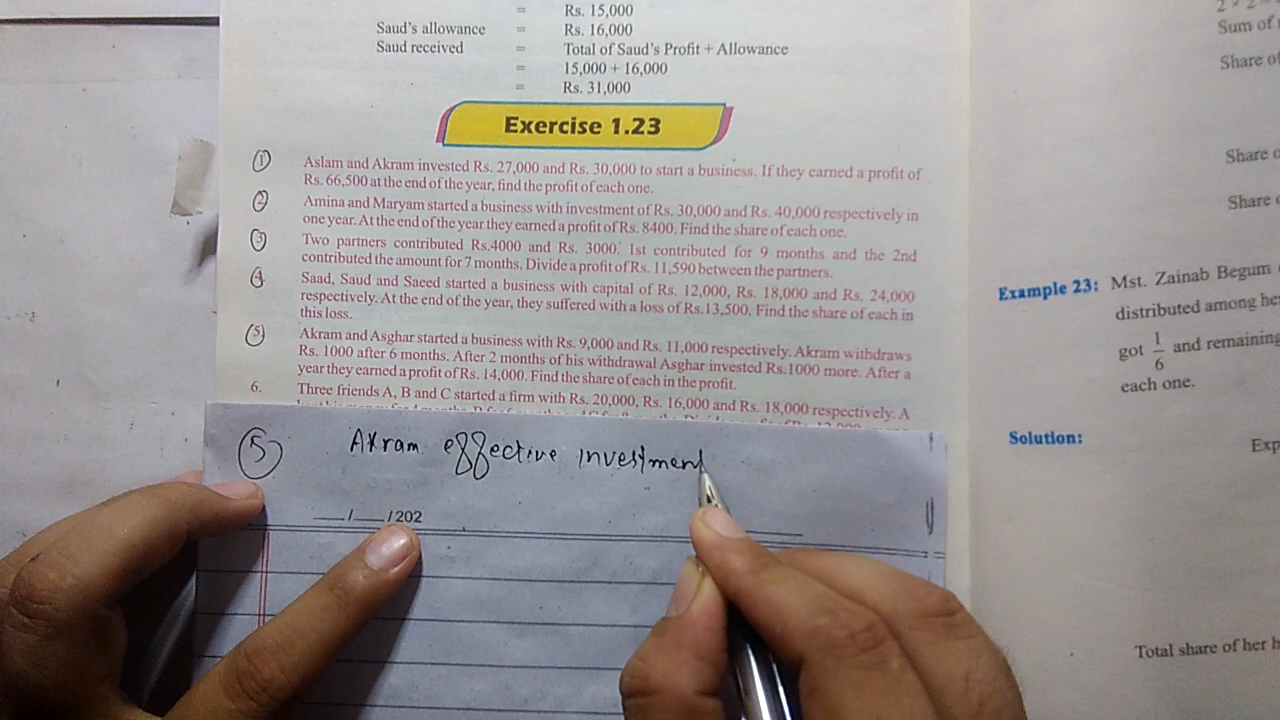 = Rs. 15,000
Saud's allowance = Rs. 16,000
Saud received = Total of Saud's Profit + Allowance
= 15,000 + 16,000
= Rs. 31,000
Exercise 1.23
1 Aslam and Akram invested Rs. 27,000 and Rs. 30,000 to start a business. If they earned a profit of
Rs. 66,500 at the end of the year, find the profit of each one.
2 Amina and Maryam started a business with investment of Rs. 30,000 and Rs. 40,000 respectively in
one year. At the end of the year they earned a profit of Rs. 8400. Find the share of each one.
3 Two partners contributed Rs.4000 and Rs. 3000. 1st contributed for 9 months and the 2nd
contributed the amount for 7 months. Divide a profit of Rs. 11,590 between the partners.
4. Saad, Saud and Saeed started a business with capital of Rs. 12,000, Rs. 18,000 and Rs. 24,000
respectively. At the end of the year, they suffered with a loss of Rs.13,500. Find the share of each in
this loss.
5 Akram and Asghar started a business with Rs. 9,000 and Rs. 11,000 respectively. Akram withdraws
Rs. 1000 after 6 months. After 2 months of his withdrawal Asghar invested Rs.1000 more. After a
year they earned a profit of Rs. 14,000. Find the share of each in the profit.
6. Three friends A, B and C started a firm with Rs. 20,000, Rs. 16,000 and Rs. 18,000 respectively. A
5 Akram effective investment
__/__/202
Sum of
Share of
Share
Share
Example 23: Mst. Zainab Begum
distributed among her
got 1/6 and remaining
each one.
Solution:
Exp
Total share of her